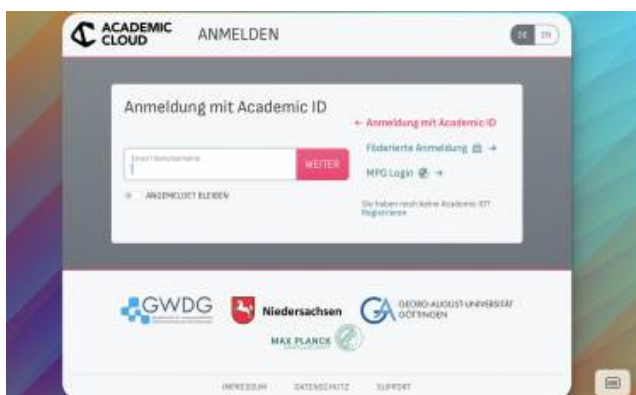 ACADEMIC CLOUD
ANMELDEN
DE EN
Anmeldung mit Academic ID
← Anmeldung mit Academic ID
Föderierte Anmeldung →
MPG Login →
Email / Benutzername
WEITER
ANGEMELDET BLEIBEN
Sie haben noch keine Academic ID?
Registrieren
GWDG
Niedersachsen
GEORG-AUGUST-UNIVERSITÄT
GÖTTINGEN
MAX PLANCK
IMPRESSUM DATENSCHUTZ SUPPORT